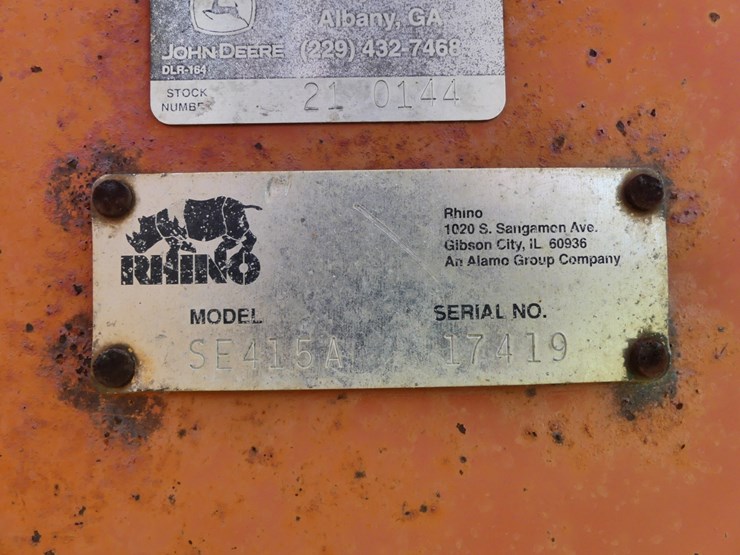 Albany, GA
JOHN DEERE (229) 432-7468
DLR-164
STOCK
NUMBE 21 0144
RHINO
Rhino
1020 S. Sangamon Ave.
Gibson City, IL 60936
An Alamo Group Company
MODEL SERIAL NO.
SE415A 17419